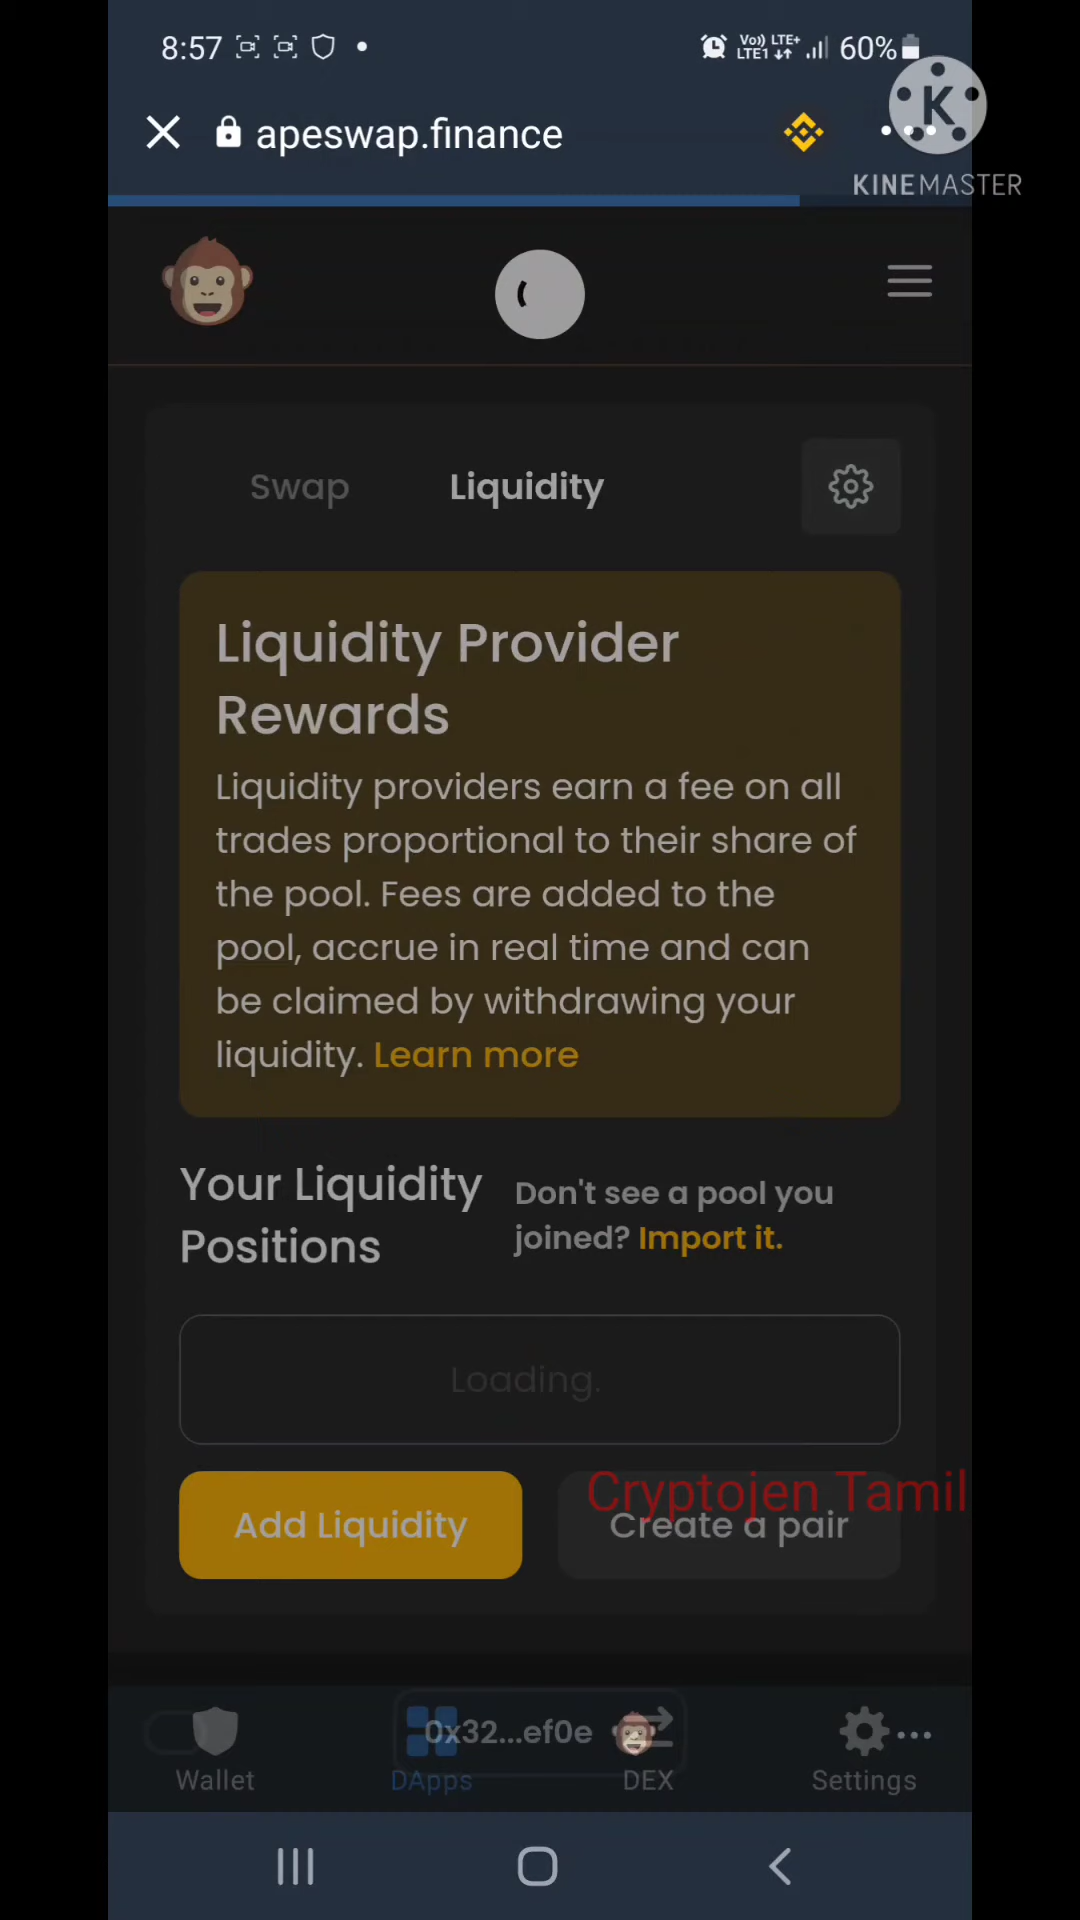 8:57
Vo)) LTE+
LTE1
60%
apeswap.finance
K
KINEMASTER
Swap
Liquidity
Liquidity Provider
Rewards
Liquidity providers earn a fee on all
trades proportional to their share of
the pool. Fees are added to the
pool, accrue in real time and can
be claimed by withdrawing your
liquidity. Learn more
Your Liquidity
Positions
Don't see a pool you
joined? Import it.
Loading.
Cryptojen Tamil
Add Liquidity
Create a pair
0x32...ef0e
Wallet
DApps
DEX
Settings